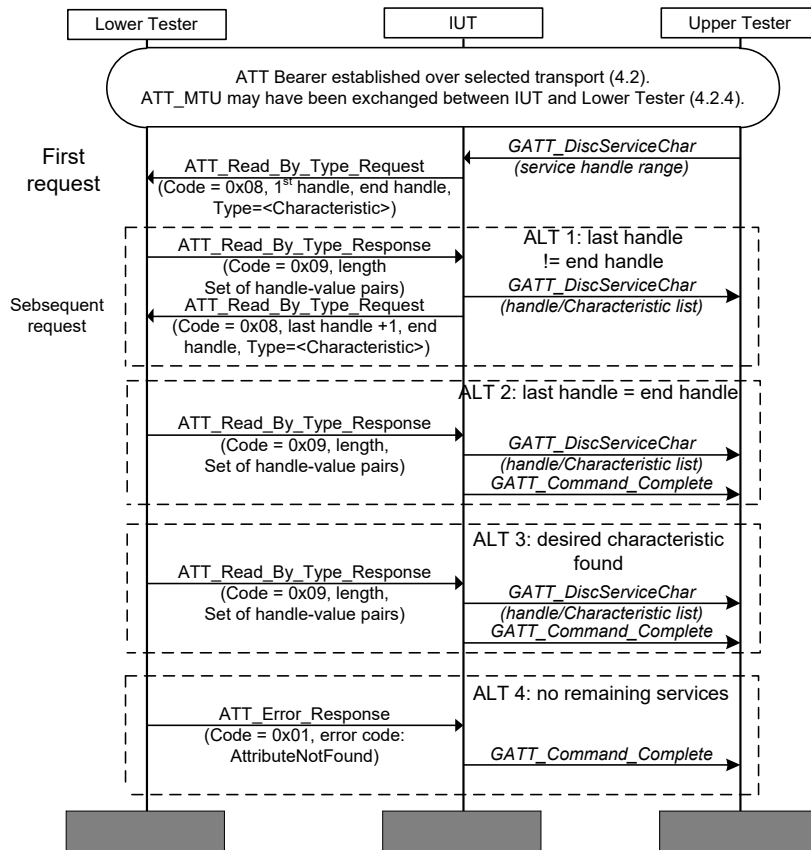 Lower Tester
IUT
Upper Tester
ATT Bearer established over selected transport (4.2).
ATT_MTU may have been exchanged between IUT and Lower Tester (4.2.4).
First
request
GATT_DiscServiceChar
(service handle range)
ATT_Read_By_Type_Request
(Code = 0x08, 1st handle, end handle,
Type=<Characteristic>)
ALT 1: last handle
!= end handle
ATT_Read_By_Type_Response
(Code = 0x09, length
Set of handle-value pairs)
GATT_DiscServiceChar
(handle/Characteristic list)
Sebsequent
request
ATT_Read_By_Type_Request
(Code = 0x08, last handle +1, end
handle, Type=<Characteristic>)
ALT 2: last handle = end handle
ATT_Read_By_Type_Response
(Code = 0x09, length,
Set of handle-value pairs)
GATT_DiscServiceChar
(handle/Characteristic list)
GATT_Command_Complete
ALT 3: desired characteristic
found
ATT_Read_By_Type_Response
(Code = 0x09, length,
Set of handle-value pairs)
GATT_DiscServiceChar
(handle/Characteristic list)
GATT_Command_Complete
ALT 4: no remaining services
ATT_Error_Response
(Code = 0x01, error code:
AttributeNotFound)
GATT_Command_Complete